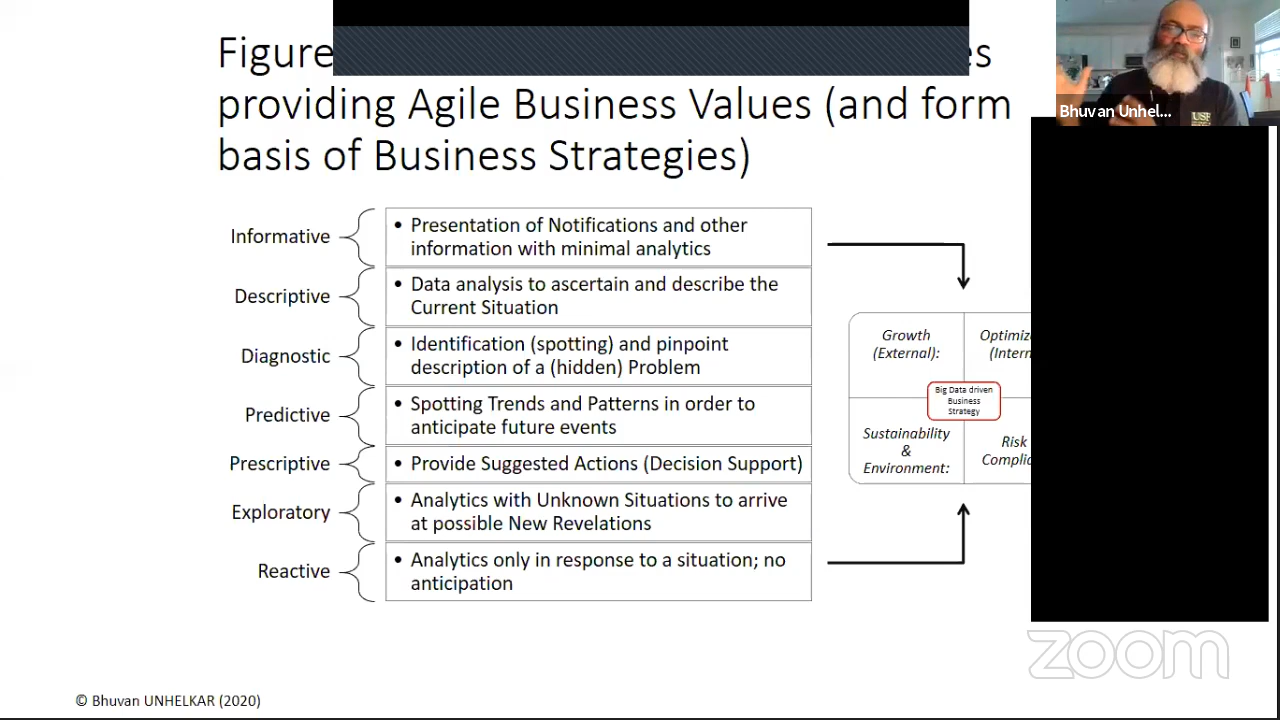 Figure
providing Agile Business Values (and form
basis of Business Strategies)
Informative
• Presentation of Notifications and other
information with minimal analytics
Descriptive
• Data analysis to ascertain and describe the
Current Situation
Diagnostic
• Identification (spotting) and pinpoint
description of a (hidden) Problem
Predictive
• Spotting Trends and Patterns in order to
anticipate future events
Prescriptive
• Provide Suggested Actions (Decision Support)
Exploratory
• Analytics with Unknown Situations to arrive
at possible New Revelations
Reactive
• Analytics only in response to a situation; no
anticipation
Growth
(External):
Big Data driven
Business
Strategy
Sustainability
&
Environment:
Risk
Bhuvan Unhel...
USF
zoom
© Bhuvan UNHELKAR (2020)